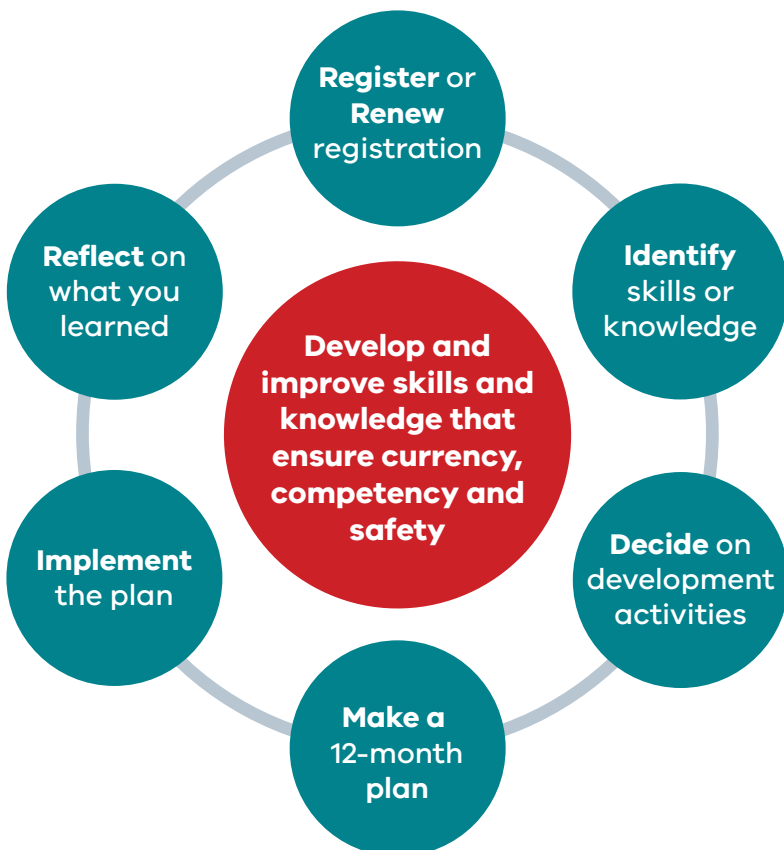 Register or
Renew
registration
Identify
skills or
knowledge
Decide on
development
activities
Make a
12-month
plan
Implement
the plan
Reflect on
what you
learned
Develop and
improve skills and
knowledge that
ensure currency,
competency and
safety